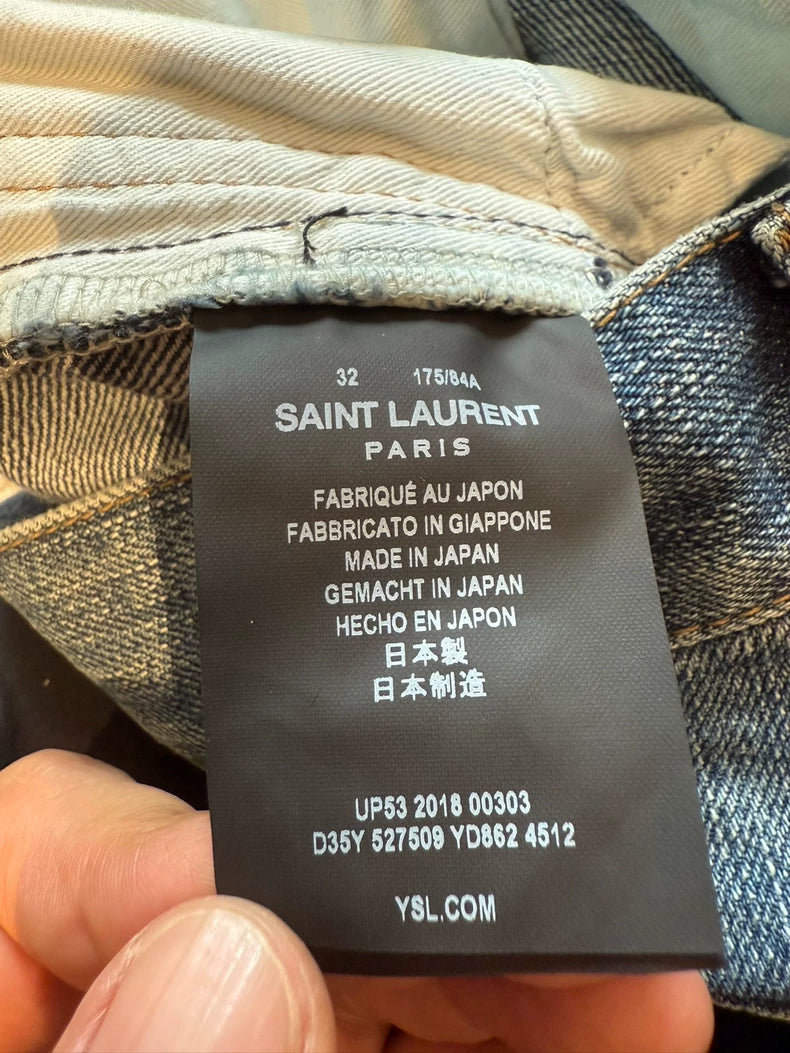 32 175/84A
SAINT LAURENT
PARIS
FABRIQUÉ AU JAPON
FABBRICATO IN GIAPPONE
MADE IN JAPAN
GEMACHT IN JAPAN
HECHO EN JAPON
日本製
日本制造
UP53 2018 00303
D35Y 527509 YD862 4512
YSL.COM